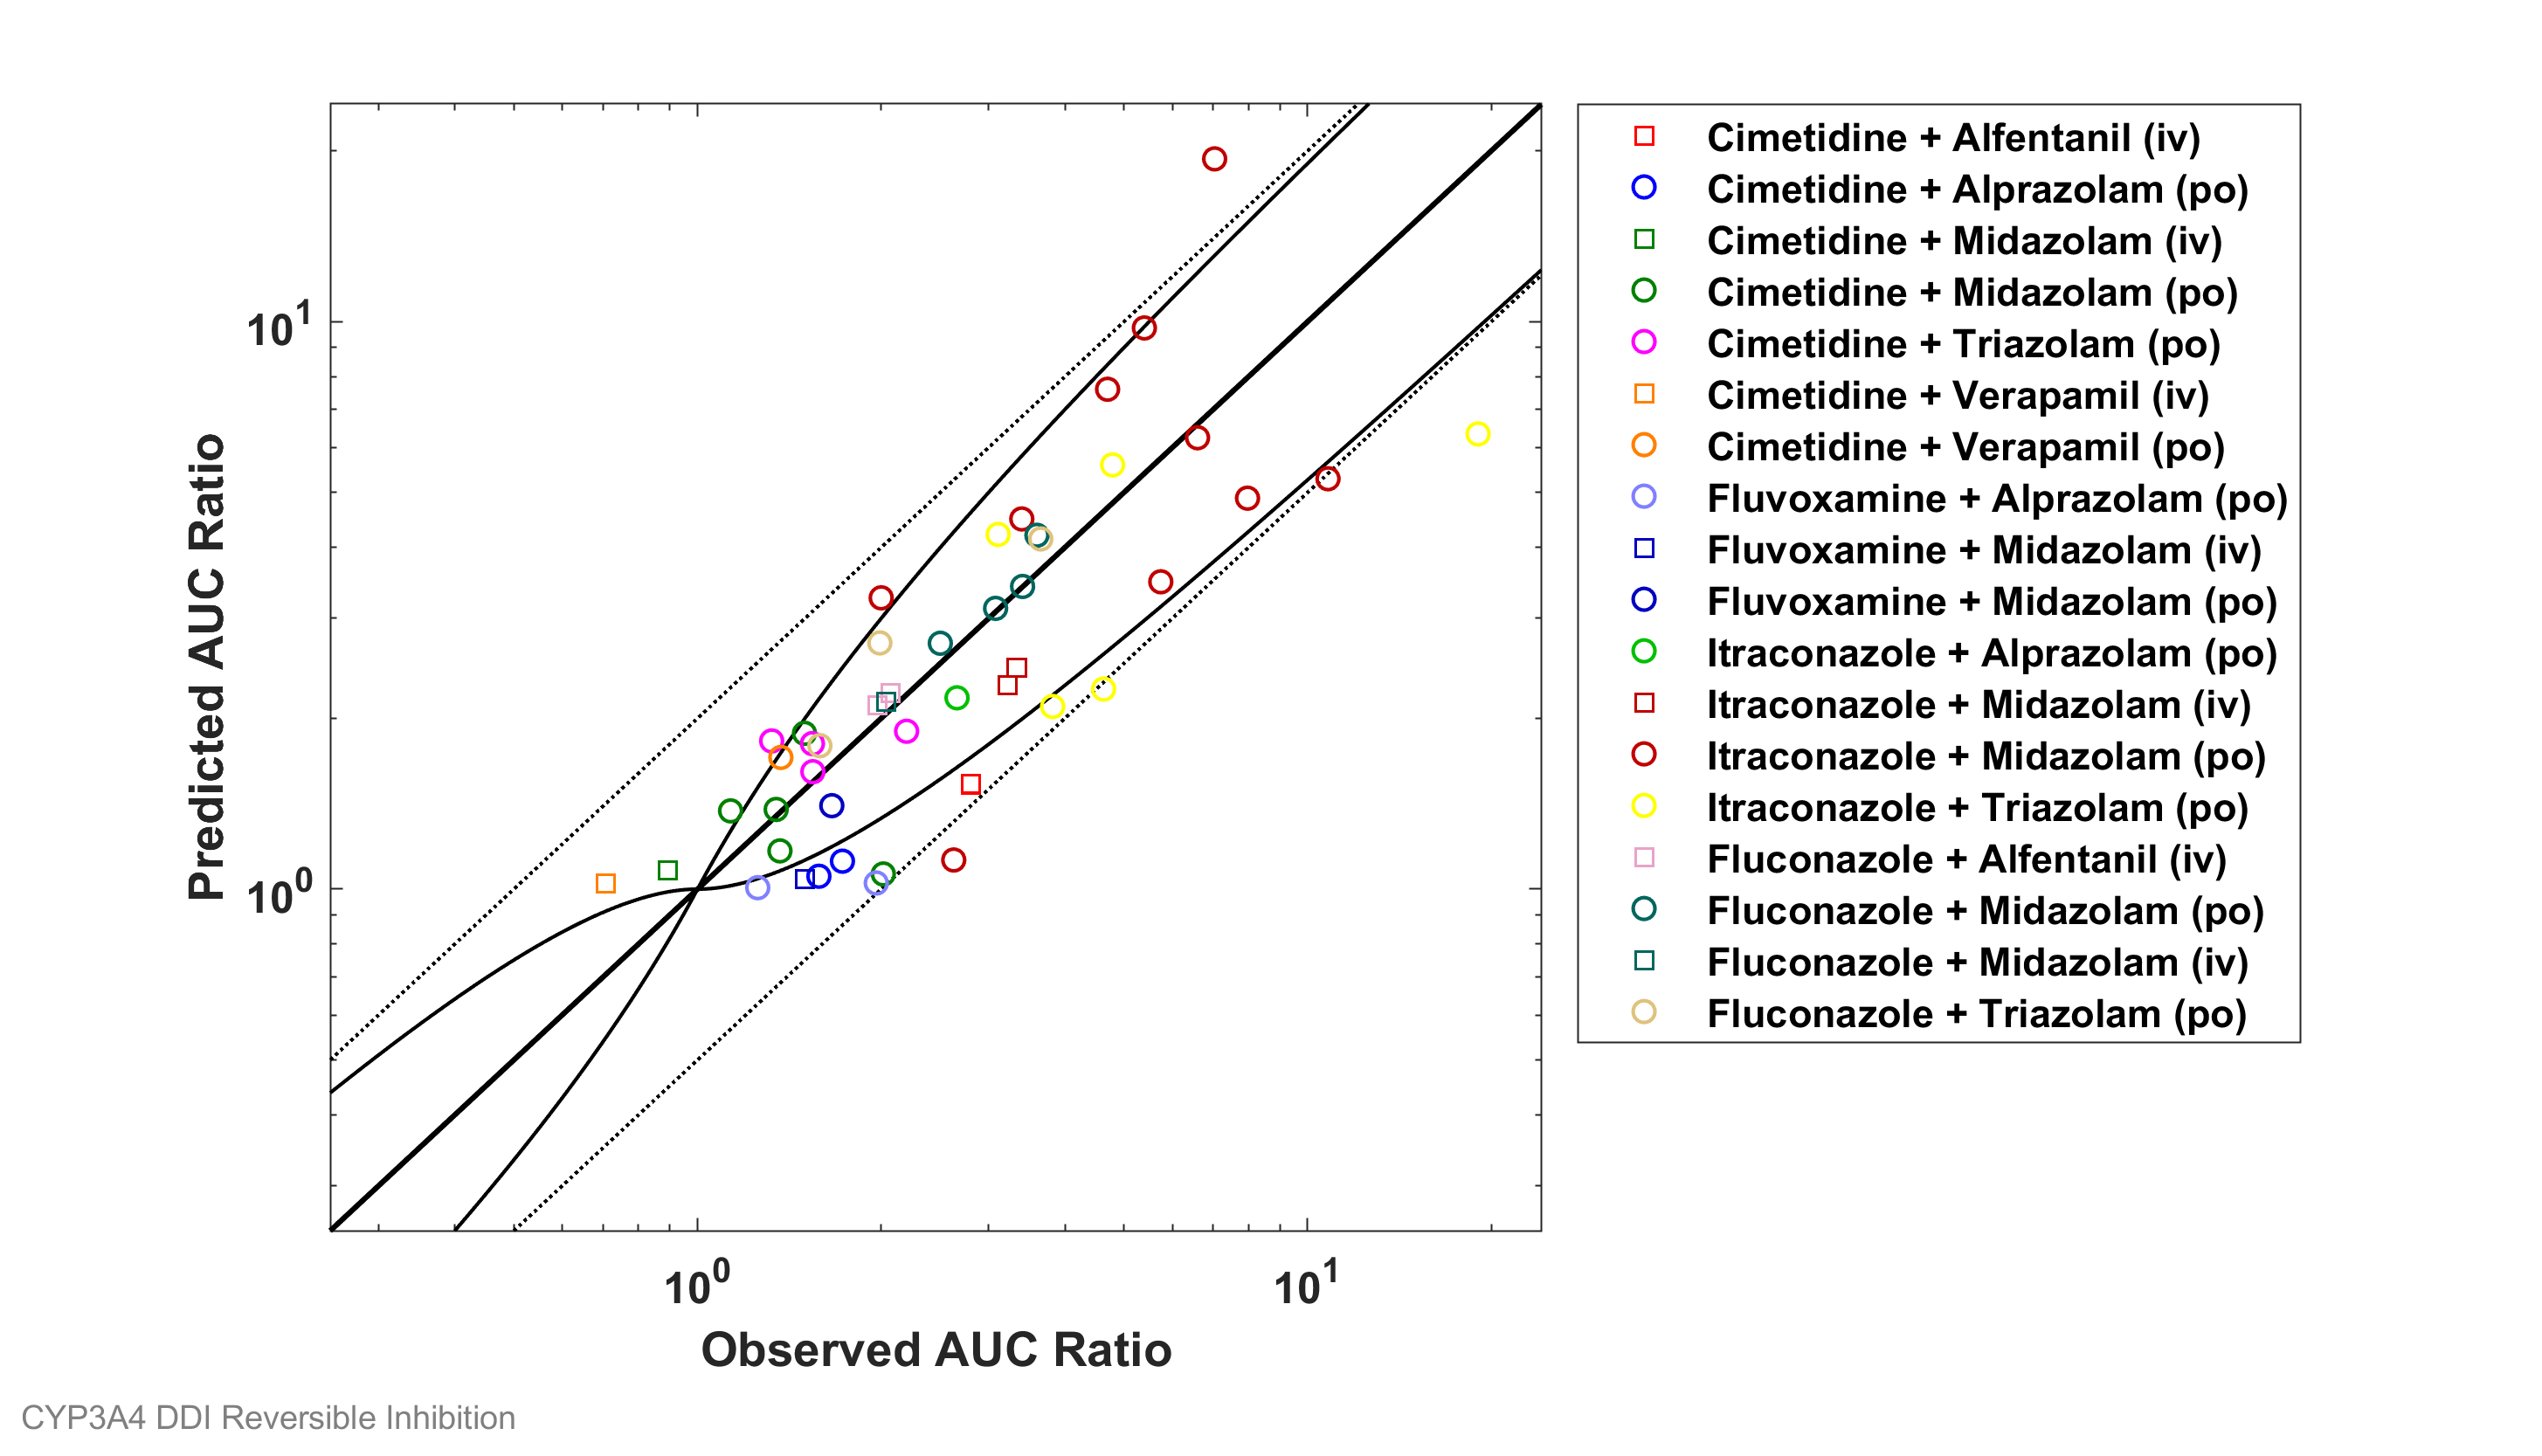 Cimetidine + Alfentanil (iv)
Cimetidine + Alprazolam (po)
Cimetidine + Midazolam (iv)
Cimetidine + Midazolam (po)
Cimetidine + Triazolam (po)
Cimetidine + Verapamil (iv)
Cimetidine + Verapamil (po)
Fluvoxamine + Alprazolam (po)
Fluvoxamine + Midazolam (iv)
Fluvoxamine + Midazolam (po)
Itraconazole + Alprazolam (po)
Itraconazole + Midazolam (iv)
Itraconazole + Midazolam (po)
Itraconazole + Triazolam (po)
Fluconazole + Alfentanil (iv)
Fluconazole + Midazolam (po)
Fluconazole + Midazolam (iv)
Fluconazole + Triazolam (po)
10^1
10^0
Predicted AUC Ratio
10^0 10^1
Observed AUC Ratio
CYP3A4 DDI Reversible Inhibition